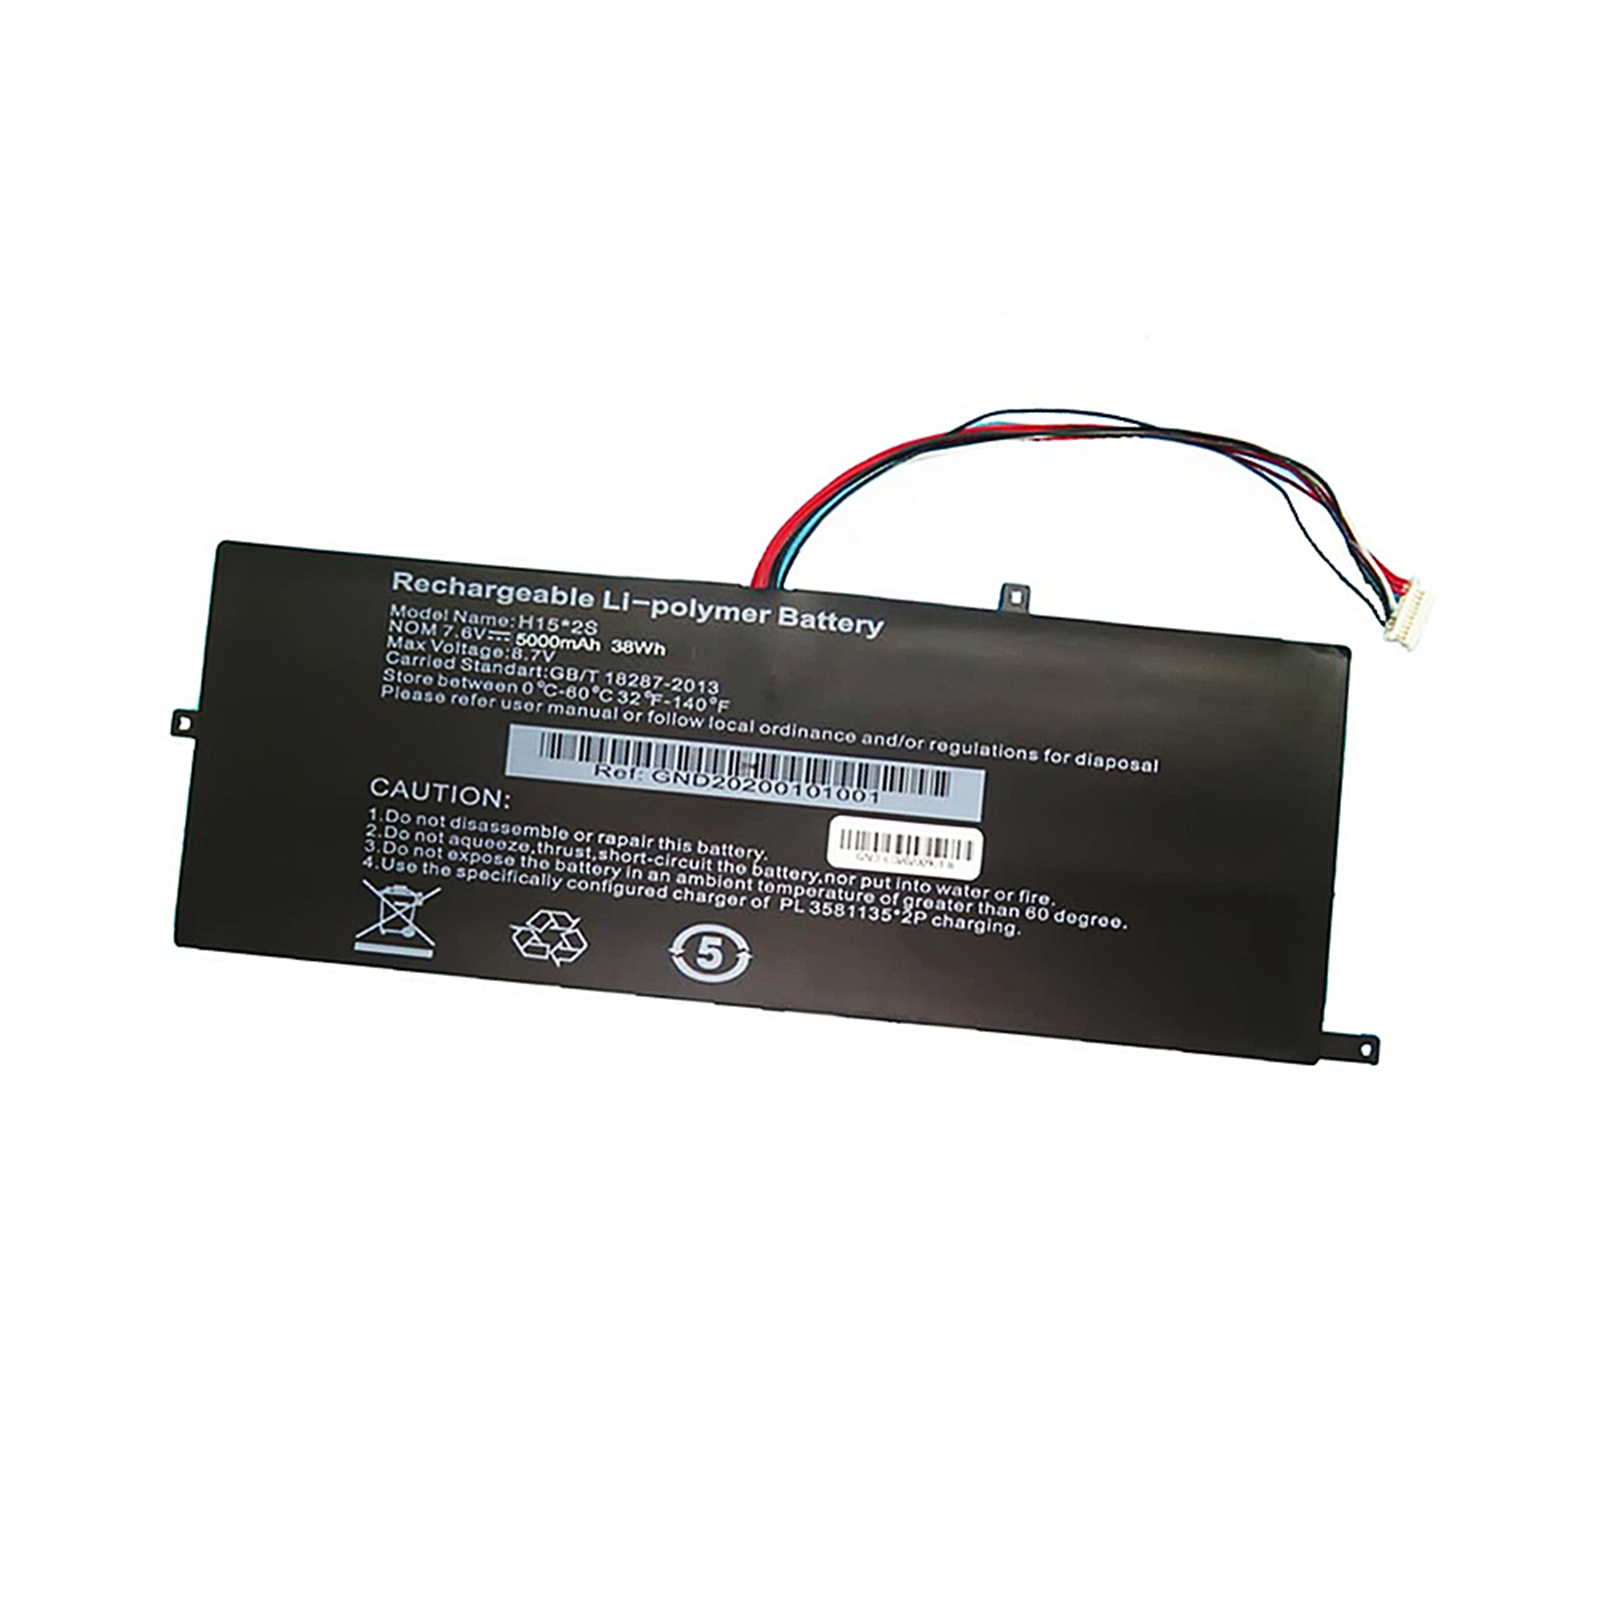 Rechargeable Li-polymer Battery
Model Name:H15*2S
NOM 7.6V⎓ 5000mAh 38Wh
Max Voltage:8.7V
Carried Standart:GB/T 18287-2013
Store between 0℃-60℃ 32℉-140℉
Please refer user manual or follow local ordinance and/or regulations for diaposal
Ref: GND20200101001
CAUTION:
1.Do not disassemble or rapair this battery.
2.Do not aqueeze,thrust,short-circuit the battery,nor put into water or fire.
3.Do not expose the battery in an ambient temperature of greater than 60 degree.
4.Use the specifically configured charger of PL3581135*2P charging.
5